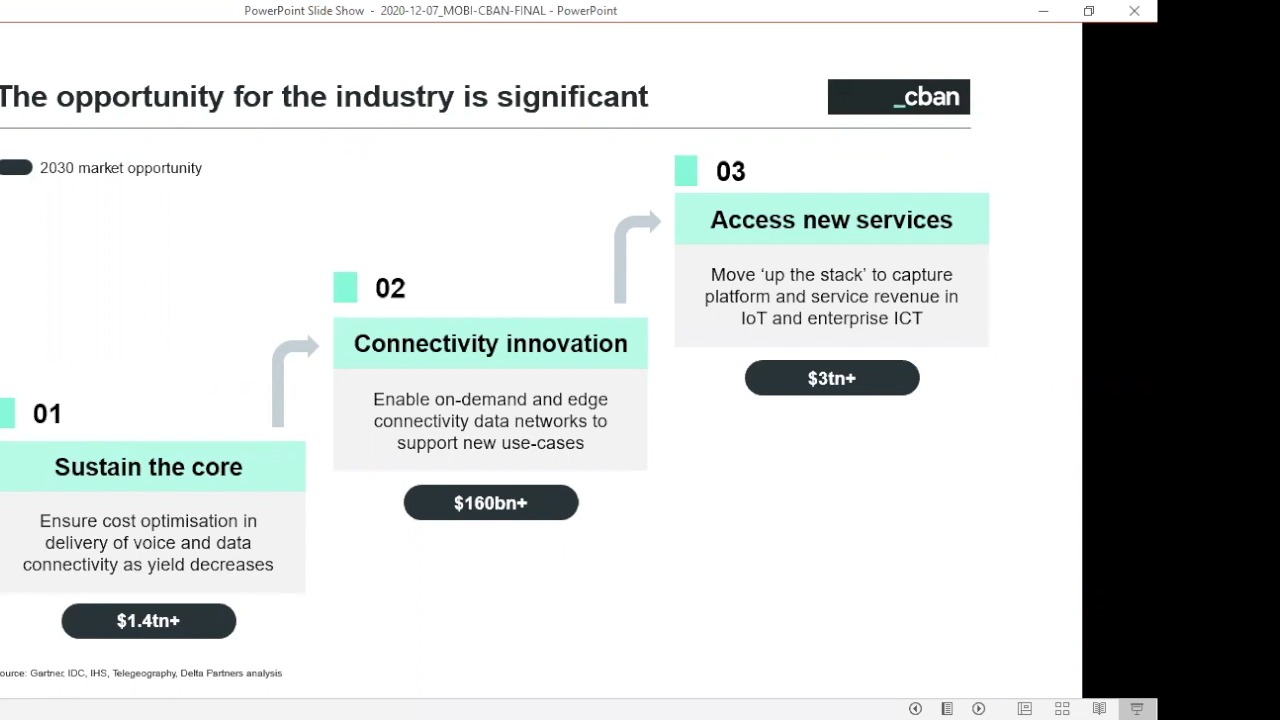 PowerPoint Slide Show - 2020-12-07_MOBI-CBAN-FINAL - PowerPoint
The opportunity for the industry is significant
_cban
2030 market opportunity
03
Access new services
Move ‘up the stack’ to capture
platform and service revenue in
IoT and enterprise ICT
$3tn+
02
Connectivity innovation
Enable on-demand and edge
connectivity data networks to
support new use-cases
$160bn+
01
Sustain the core
Ensure cost optimisation in
delivery of voice and data
connectivity as yield decreases
$1.4tn+
ource: Gartner, IDC, IHS, Telegeography, Delta Partners analysis